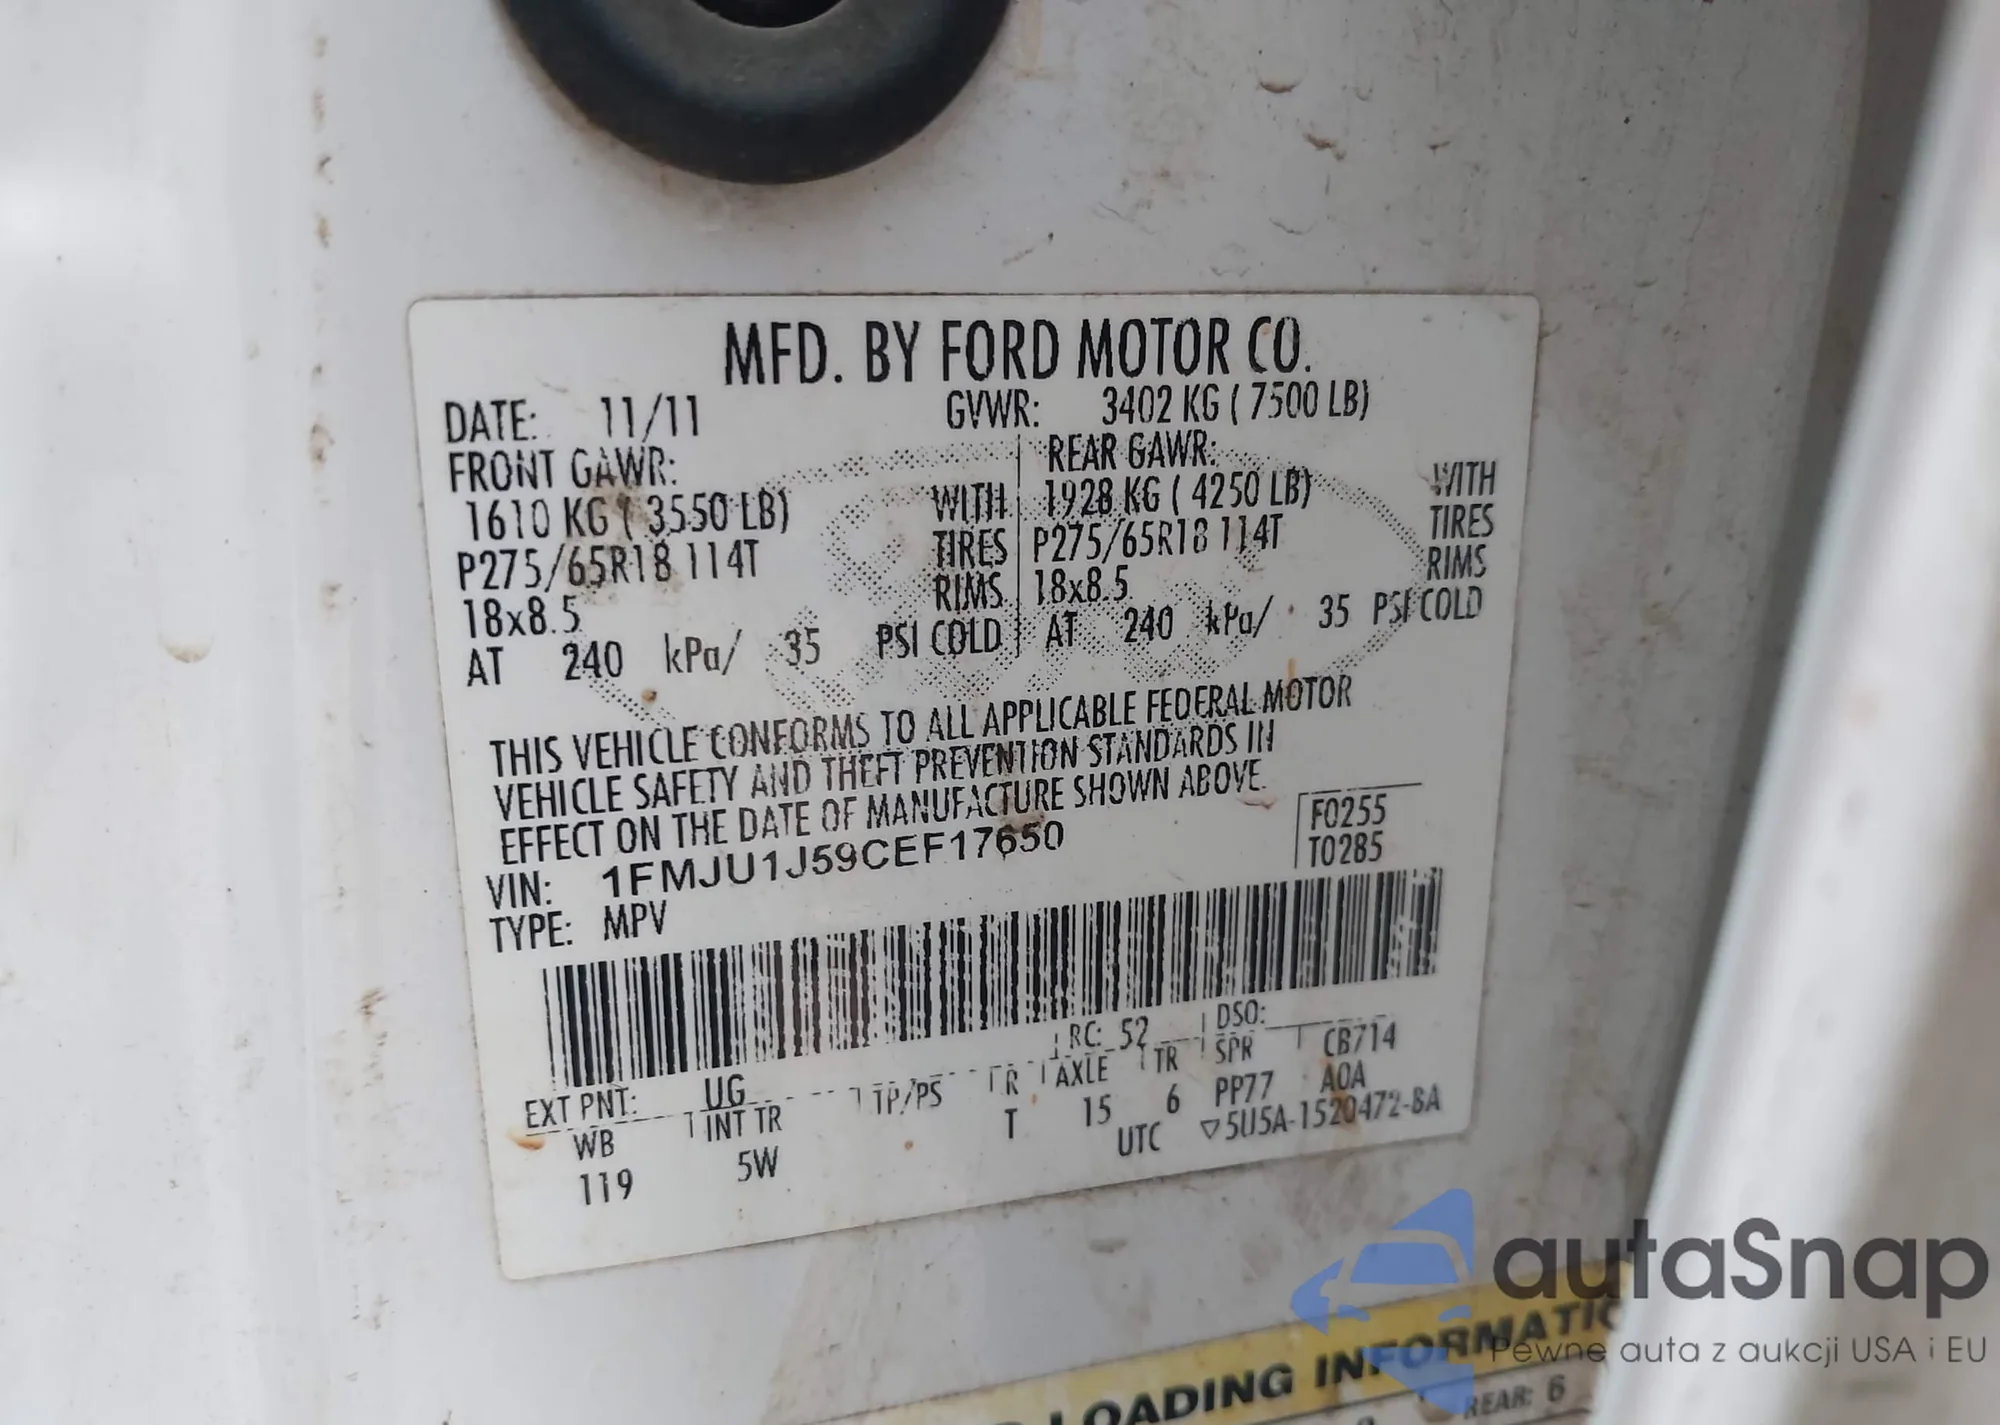 MFD. BY FORD MOTOR CO.
DATE: 11/11 GVWR: 3402 KG ( 7500 LB)
FRONT GAWR: REAR GAWR:
1610 KG ( 3550 LB) WITH 1928 KG ( 4250 LB) WITH
P275/65R18 114T TIRES P275/65R18 114T TIRES
18x8.5 RIMS 18x8.5 RIMS
AT 240 kPa/ 35 PSI COLD AT 240 kPa/ 35 PSI COLD
THIS VEHICLE CONFORMS TO ALL APPLICABLE FEDERAL MOTOR
VEHICLE SAFETY AND THEFT PREVENTION STANDARDS IN
EFFECT ON THE DATE OF MANUFACTURE SHOWN ABOVE.
VIN: 1FMJU1J59CEF17650 F0255
TYPE: MPV T0285
EXT PNT: UG RC: 52 DSO:
WB INT TR TP/PS R AXLE TR SPR CB714
119 5W T 15 6 PP77 A0A
UTC ▽5U5A-1520472-BA
LOADING INFORMATIO
REAR: 6
autaSnap
Pewne auta z aukcji USA i EU